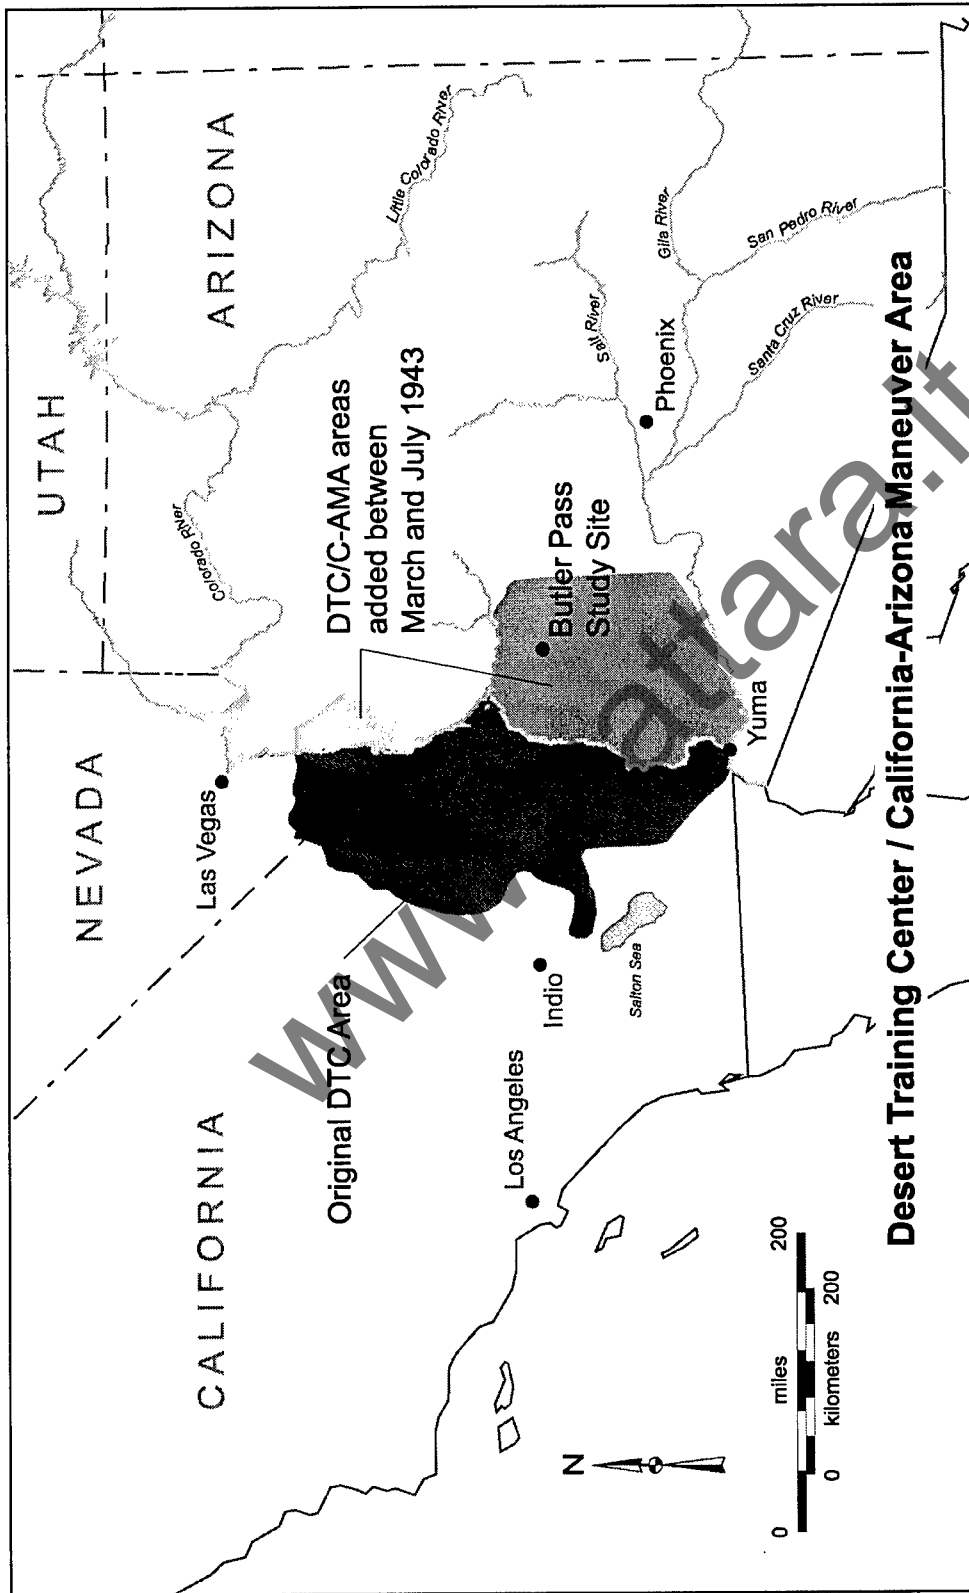 UTAH
NEVADA
ARIZONA
CALIFORNIA
Las Vegas
Colorado River
Little Colorado River
DTC/C-AMA areas
added between
March and July 1943
Original DTC Area
Butler Pass
Study Site
Salt River
Gila River
San Pedro River
Santa Cruz River
Phoenix
Yuma
Indio
Salton Sea
Los Angeles
N
0 miles 200
0 kilometers 200
Desert Training Center / California-Arizona Maneuver Area